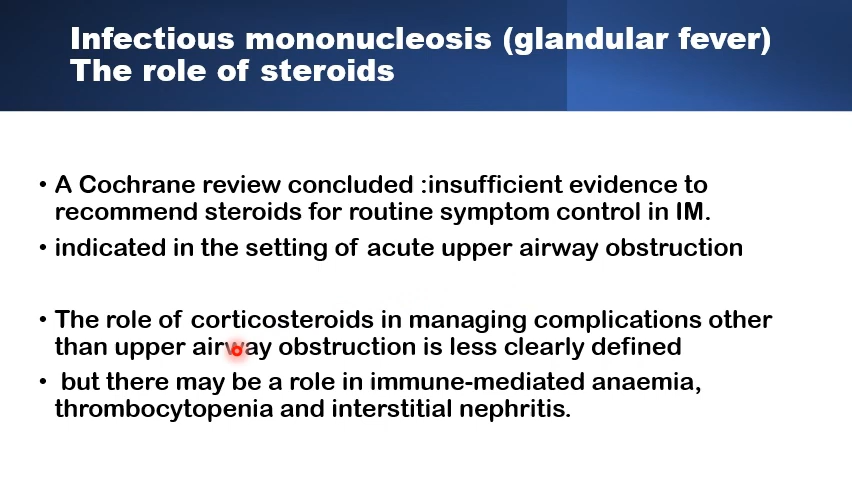 Infectious mononucleosis (glandular fever)
The role of steroids
• A Cochrane review concluded :insufficient evidence to
recommend steroids for routine symptom control in IM.
• indicated in the setting of acute upper airway obstruction
• The role of corticosteroids in managing complications other
than upper airway obstruction is less clearly defined
• but there may be a role in immune-mediated anaemia,
thrombocytopenia and interstitial nephritis.